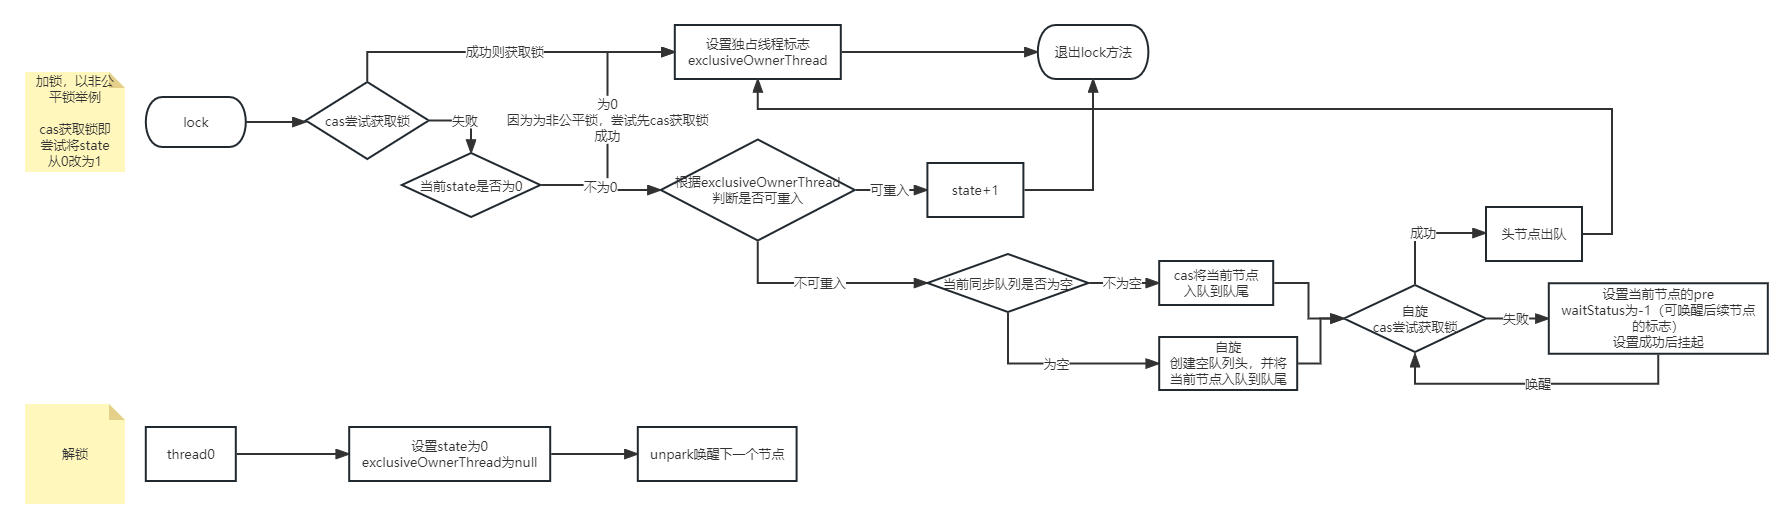 加锁，以非公
平锁举例
cas获取锁即
尝试将state
从0改为1
lock
cas尝试获取锁
成功则获取锁
失败
当前state是否为0
为0
因为为非公平锁，尝试先cas获取锁
成功
不为0
设置独占线程标志
exclusiveOwnerThread
退出lock方法
根据exclusiveOwnerThread
判断是否可重入
可重入
state+1
不可重入
当前同步队列是否为空
不为空
cas将当前节点
入队到队尾
为空
自旋
创建空队列头，并将
当前节点入队到队尾
自旋
cas尝试获取锁
成功
头节点出队
失败
设置当前节点的pre
waitStatus为-1（可唤醒后续节点
的标志）
设置成功后挂起
唤醒
解锁
thread0
设置state为0
exclusiveOwnerThread为null
unpark唤醒下一个节点